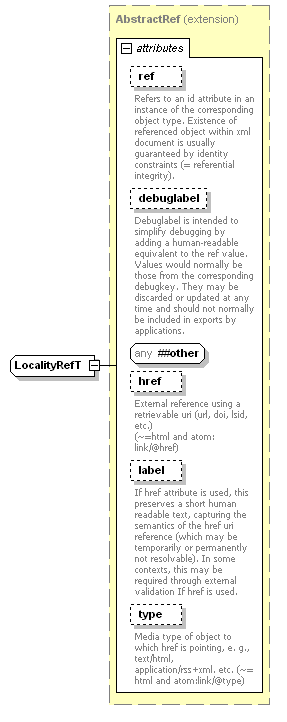 AbstractRef (extension)
attributes
ref
Refers to an id attribute in an
instance of the corresponding
object type. Existence of
referenced object within xml
document is usually
guaranteed by identity
constraints (= referential
integrity).
debuglabel
Debuglabel is intended to
simplify debugging by
adding a human-readable
equivalent to the ref value.
Values would normally be
those from the corresponding
debugkey. They may be
discarded or updated at any
time and should not normally
be included in exports by
applications.
any ##other
LocalityRefT
href
External reference using a
retrievable uri (url, doi, lsid,
etc.)
(~=html and atom:
link/@href)
label
If href attribute is used, this
preserves a short human
readable text, capturing the
semantics of the href uri
reference (which may be
temporarily or permanently
not resolvable). In some
contexts, this may be
required through external
validation If href is used.
type
Media type of object to
which href is pointing, e. g.,
text/html,
application/rss+xml. etc. (~=
html and atom:link/@type)